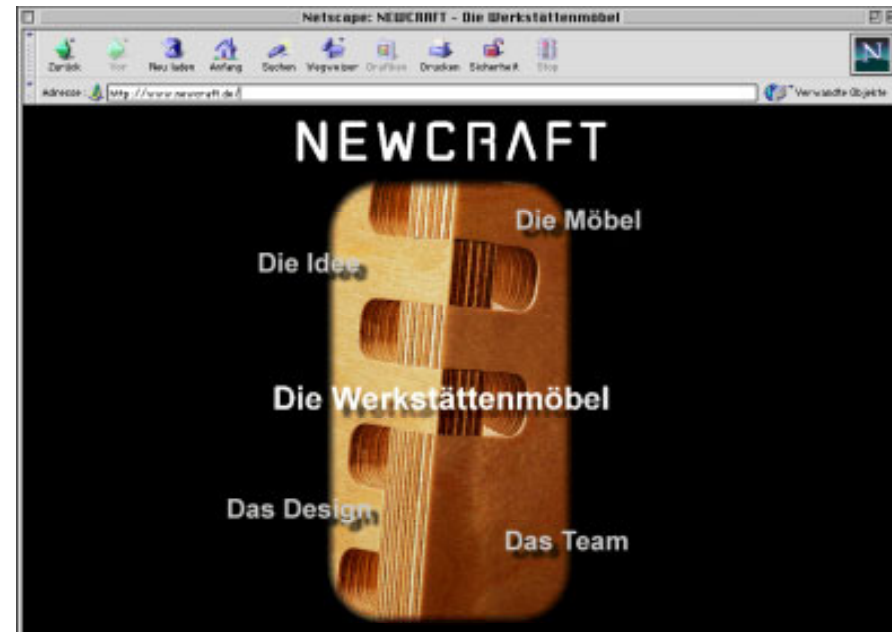 Netscape: NEWCRAFT - Die Werkstättenmöbel
Zurück Vor Neu laden Anfang Suchen Wegweiser Grafiken Drucken Sicherheit Stop
Adresse: http://www.newcraft.de/ Verwandte Objekte
NEWCRAFT
Die Möbel
Die Idee
Die Werkstättenmöbel
Das Design
Das Team